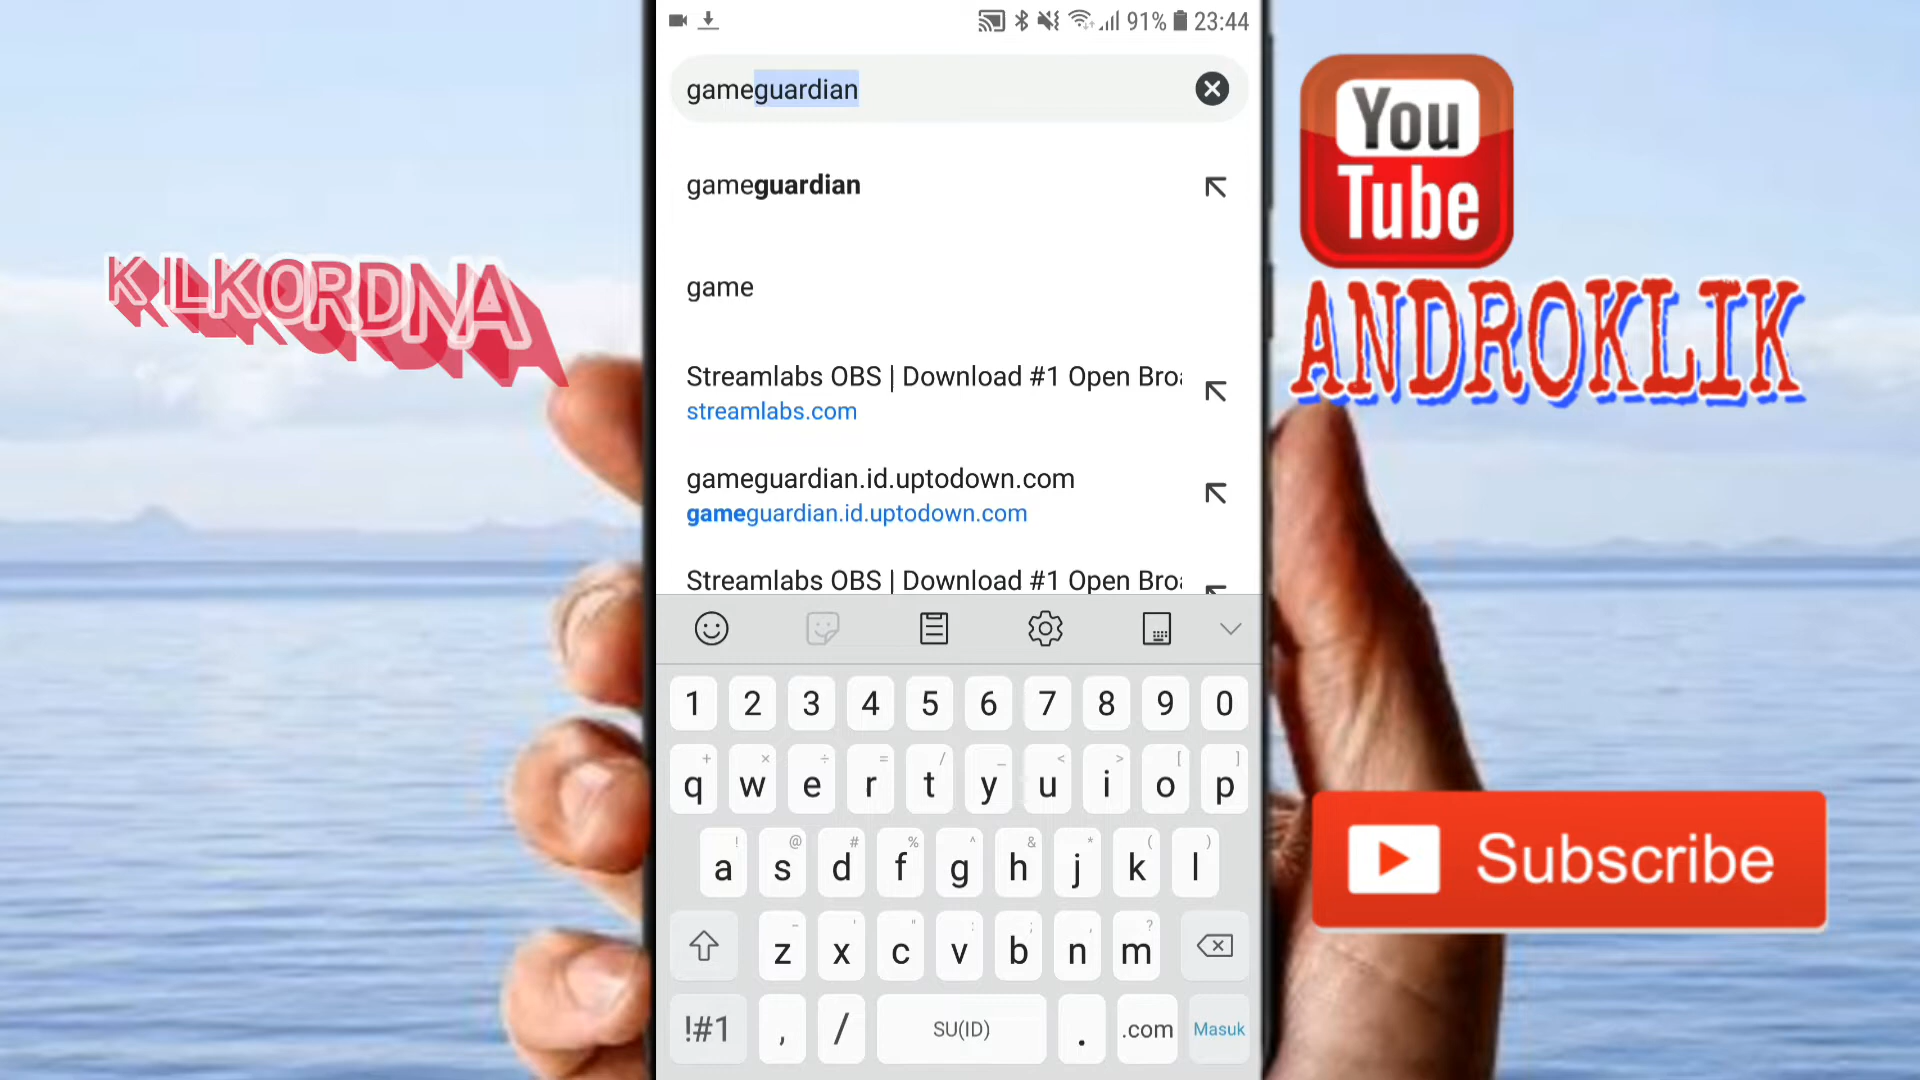 91% 23:44
gameguardian
gameguardian
game
Streamlabs OBS | Download #1 Open Bro
streamlabs.com
gameguardian.id.uptodown.com
gameguardian.id.uptodown.com
Streamlabs OBS | Download #1 Open Bro
1 2 3 4 5 6 7 8 9 0
+ × ÷ = / _ < > [ ]
q w e r t y u i o p
! @ # % ^ & * ( )
a s d f g h j k l
- ' " : ; , ?
z x c v b n m
!#1 , / SU(ID) . .com Masuk
KILKORDNA
You
Tube
ANDROKLIK
Subscribe